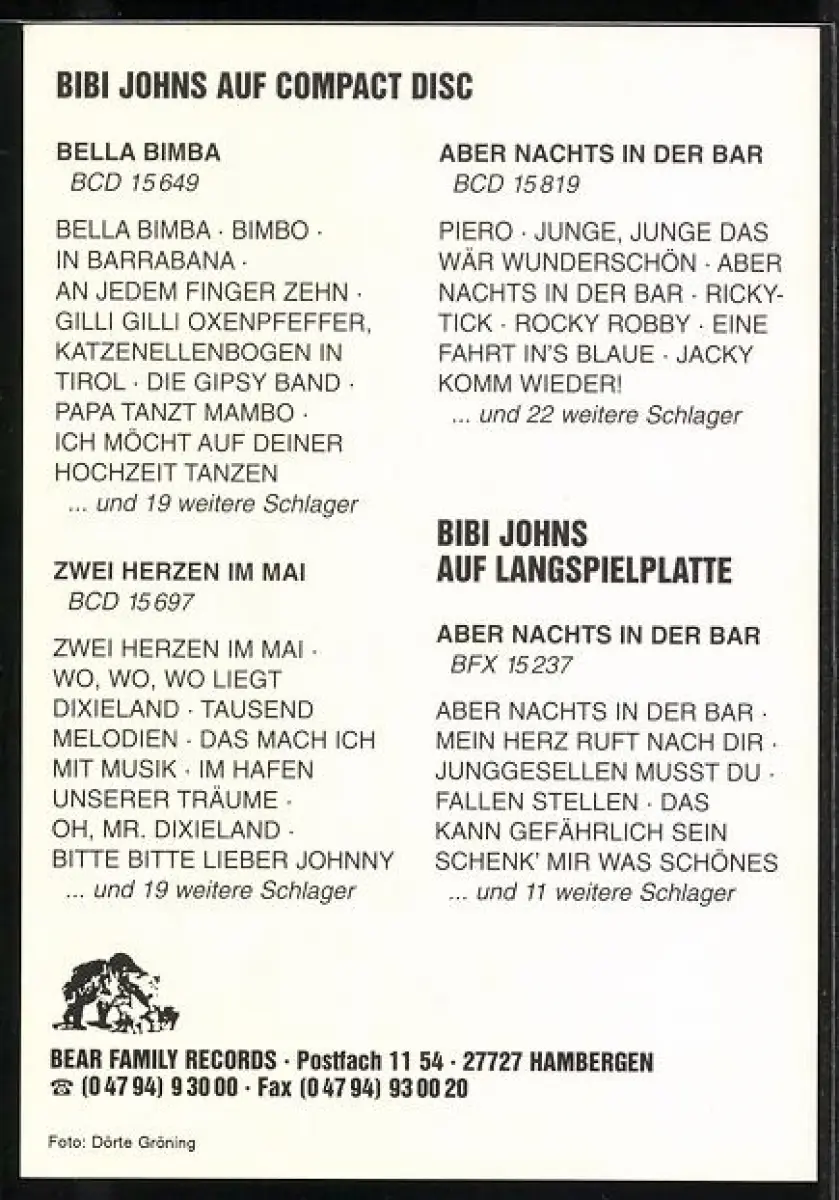 BIBI JOHNS AUF COMPACT DISC
BELLA BIMBA
BCD 15649
BELLA BIMBA · BIMBO ·
IN BARRABANA ·
AN JEDEM FINGER ZEHN ·
GILLI GILLI OXENPFEFFER,
KATZENELLENBOGEN IN
TIROL · DIE GIPSY BAND ·
PAPA TANZT MAMBO ·
ICH MÖCHT AUF DEINER
HOCHZEIT TANZEN
... und 19 weitere Schlager
ZWEI HERZEN IM MAI
BCD 15697
ZWEI HERZEN IM MAI ·
WO, WO, WO LIEGT
DIXIELAND · TAUSEND
MELODIEN · DAS MACH ICH
MIT MUSIK · IM HAFEN
UNSERER TRÄUME ·
OH, MR. DIXIELAND ·
BITTE BITTE LIEBER JOHNNY
... und 19 weitere Schlager
ABER NACHTS IN DER BAR
BCD 15819
PIERO · JUNGE, JUNGE DAS
WÄR WUNDERSCHÖN · ABER
NACHTS IN DER BAR · RICKY-
TICK · ROCKY ROBBY · EINE
FAHRT IN'S BLAUE · JACKY
KOMM WIEDER!
... und 22 weitere Schlager
BIBI JOHNS
AUF LANGSPIELPLATTE
ABER NACHTS IN DER BAR
BFX 15237
ABER NACHTS IN DER BAR ·
MEIN HERZ RUFT NACH DIR ·
JUNGGESELLEN MUSST DU ·
FALLEN STELLEN · DAS
KANN GEFÄHRLICH SEIN
SCHENK' MIR WAS SCHÖNES
... und 11 weitere Schlager
BEAR FAMILY RECORDS · Postfach 11 54 · 27727 HAMBERGEN
☎ (0 47 94) 9 30 00 · Fax (0 47 94) 93 00 20
Foto: Dörte Gröning